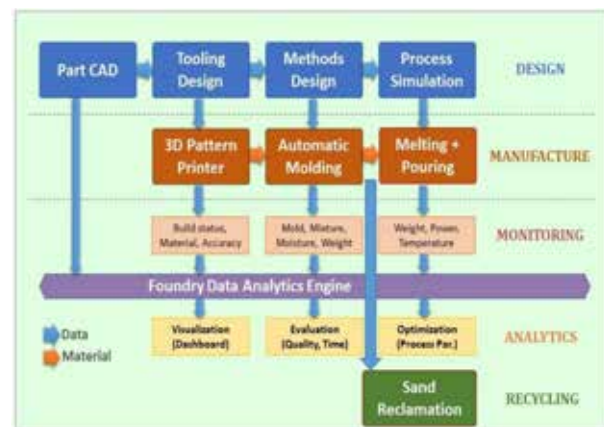 Part CAD
Tooling
Design
Methods
Design
Process
Simulation
DESIGN
3D Pattern
Printer
Automatic
Molding
Melting +
Pouring
MANUFACTURE
Build status,
Material, Accuracy
Mold, Mixture,
Moisture, Weight
Weight, Power,
Temperature
MONITORING
Foundry Data Analytics Engine
Data
Material
Visualization
(Dashboard)
Evaluation
(Quality, Time)
Optimization
(Process Par.)
ANALYTICS
Sand
Reclamation
RECYCLING